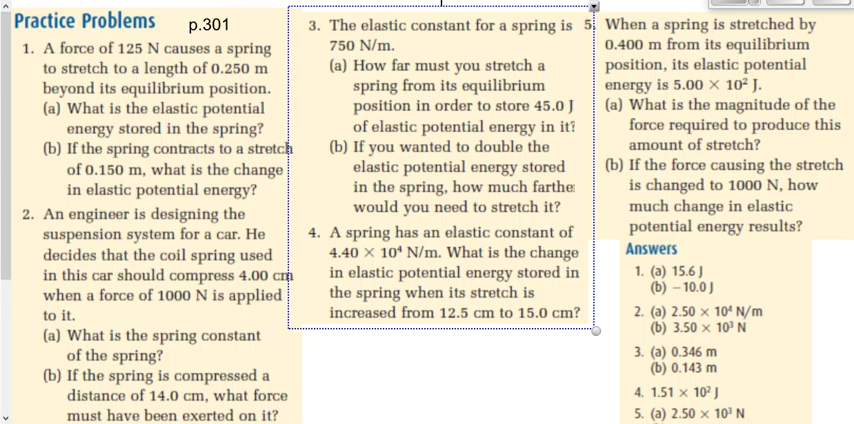 Practice Problems
p.301
1. A force of 125 N causes a spring
to stretch to a length of 0.250 m
beyond its equilibrium position.
(a) What is the elastic potential
energy stored in the spring?
(b) If the spring contracts to a stretch
of 0.150 m, what is the change
in elastic potential energy?
2. An engineer is designing the
suspension system for a car. He
decides that the coil spring used
in this car should compress 4.00 cm
when a force of 1000 N is applied
to it.
(a) What is the spring constant
of the spring?
(b) If the spring is compressed a
distance of 14.0 cm, what force
must have been exerted on it?
3. The elastic constant for a spring is
750 N/m.
(a) How far must you stretch a
spring from its equilibrium
position in order to store 45.0 J
of elastic potential energy in it?
(b) If you wanted to double the
elastic potential energy stored
in the spring, how much farthe
would you need to stretch it?
4. A spring has an elastic constant of
4.40 × 10⁴ N/m. What is the change
in elastic potential energy stored in
the spring when its stretch is
increased from 12.5 cm to 15.0 cm?
5. When a spring is stretched by
0.400 m from its equilibrium
position, its elastic potential
energy is 5.00 × 10² J.
(a) What is the magnitude of the
force required to produce this
amount of stretch?
(b) If the force causing the stretch
is changed to 1000 N, how
much change in elastic
potential energy results?
Answers
1. (a) 15.6 J
(b) −10.0 J
2. (a) 2.50 × 10⁴ N/m
(b) 3.50 × 10³ N
3. (a) 0.346 m
(b) 0.143 m
4. 1.51 × 10² J
5. (a) 2.50 × 10³ N